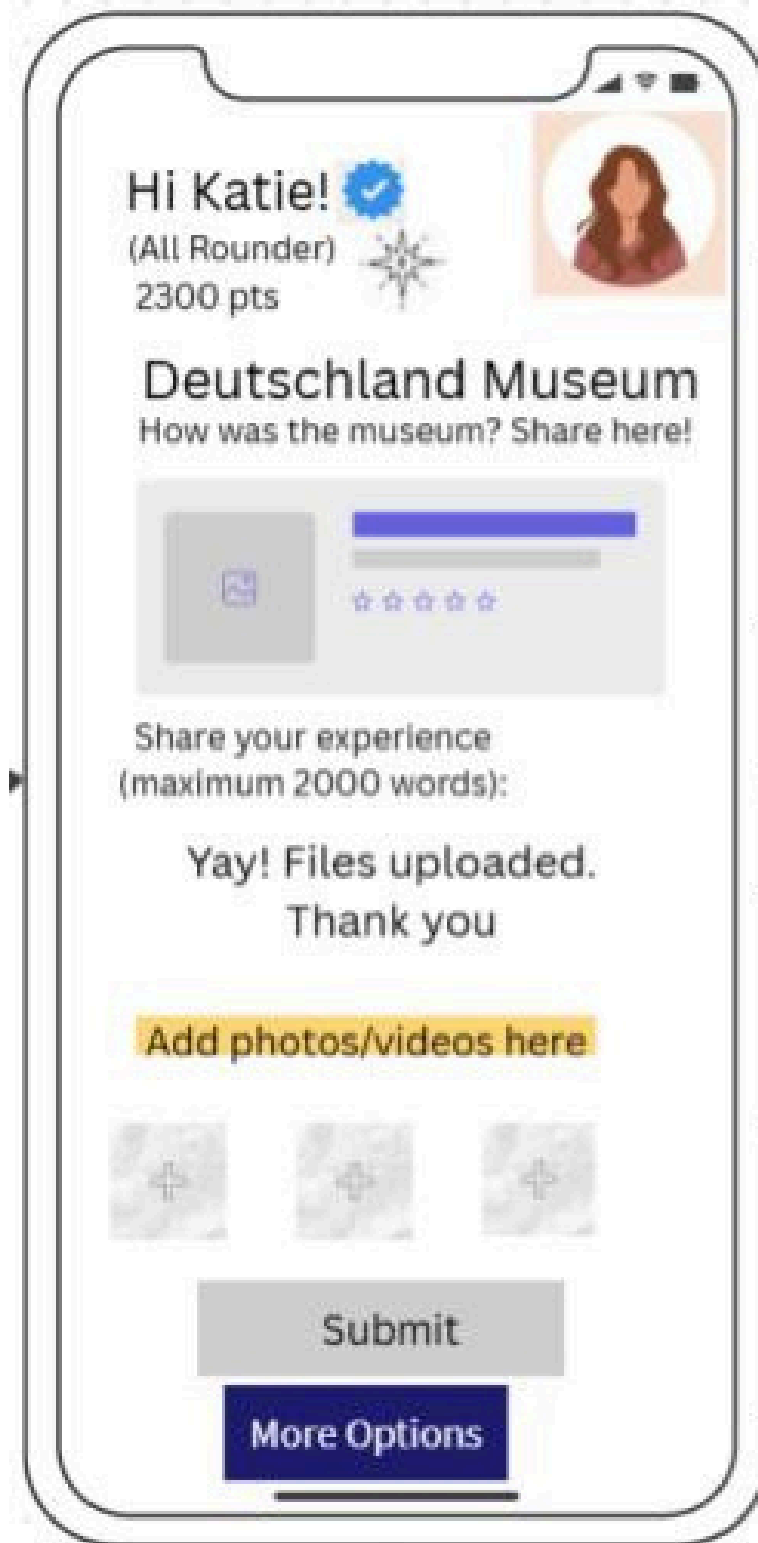 Hi Katie!
(All Rounder)
2300 pts
Deutschland Museum
How was the museum? Share here!
Share your experience
(maximum 2000 words):
Yay! Files uploaded.
Thank you
Add photos/videos here
Submit
More Options